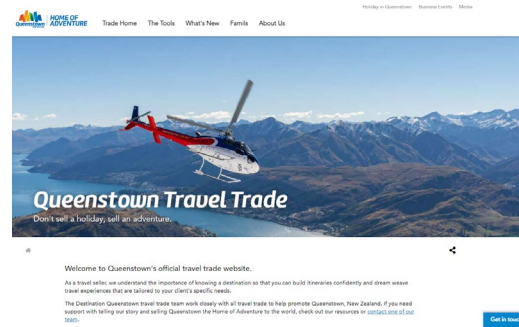 Holiday in Queenstown Business Events Media
Queenstown
HOME OF
ADVENTURE
Trade Home The Tools What's New Famils About Us
Queenstown Travel Trade
Don't sell a holiday, sell an adventure.
Welcome to Queenstown's official travel trade website.
As a travel seller, we understand the importance of knowing a destination so that you can build itineraries confidently and dream weave
travel experiences that are tailored to your client's specific needs.
The Destination Queenstown travel trade team work closely with all travel trade to help promote Queenstown, New Zealand. If you need
support with telling our story and selling Queenstown the Home of Adventure to the world, check out our resources or contact one of our
team.
Get in touc